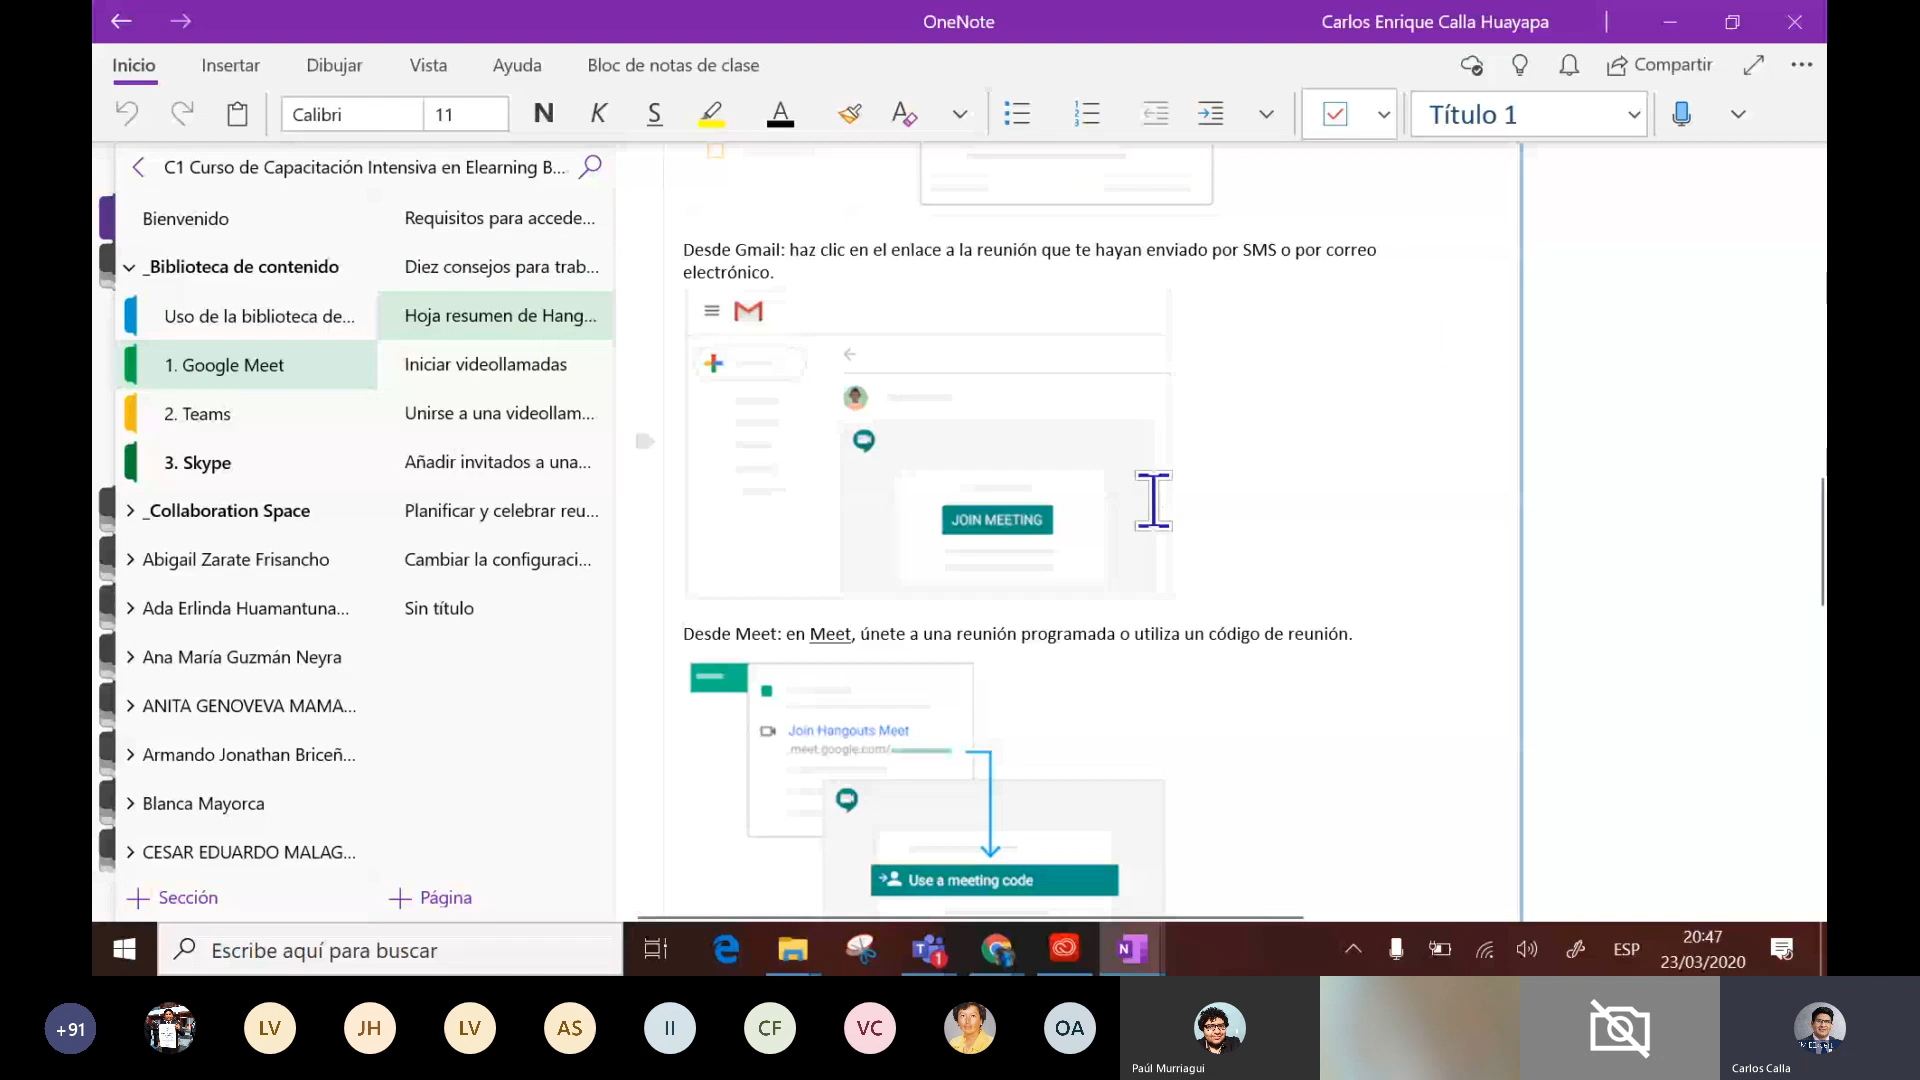 OneNote
Carlos Enrique Calla Huayapa
Inicio
Insertar
Dibujar
Vista
Ayuda
Bloc de notas de clase
Compartir
Calibri
11
N
K
S
A
A
Título 1
C1 Curso de Capacitación Intensiva en Elearning B...
Bienvenido
_Biblioteca de contenido
Uso de la biblioteca de...
1. Google Meet
2. Teams
3. Skype
_Collaboration Space
Abigail Zarate Frisancho
Ada Erlinda Huamantuna...
Ana María Guzmán Neyra
ANITA GENOVEVA MAMA...
Armando Jonathan Briceñ...
Blanca Mayorca
CESAR EDUARDO MALAG...
Sección
Requisitos para accede...
Diez consejos para trab...
Hoja resumen de Hang...
Iniciar videollamadas
Unirse a una videollam...
Añadir invitados a una...
Planificar y celebrar reu...
Cambiar la configuraci...
Sin título
Página
Desde Gmail: haz clic en el enlace a la reunión que te hayan enviado por SMS o por correo
electrónico.
JOIN MEETING
Desde Meet: en Meet, únete a una reunión programada o utiliza un código de reunión.
Join Hangouts Meet
meet.google.com/
Use a meeting code
Escribe aquí para buscar
1
ESP
20:47
23/03/2020
+91
LV
JH
LV
AS
II
CF
VC
OA
Paúl Murriagui
Carlos Calla